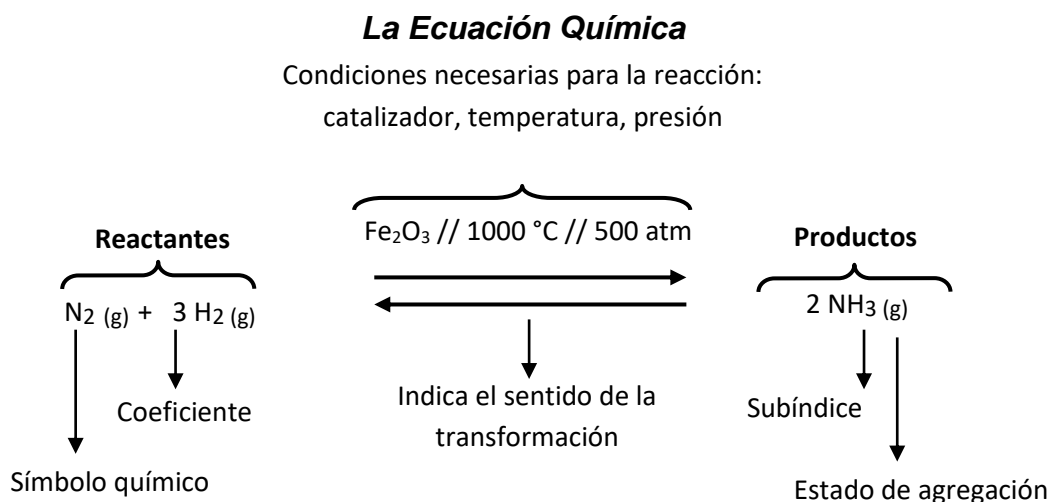 La Ecuación Química
Condiciones necesarias para la reacción:
catalizador, temperatura, presión
Fe₂O₃ // 1000 °C // 500 atm
Reactantes
Productos
N₂ (g) + 3 H₂ (g)
2 NH₃ (g)
Coeficiente
Indica el sentido de la
transformación
Subíndice
Símbolo químico
Estado de agregación